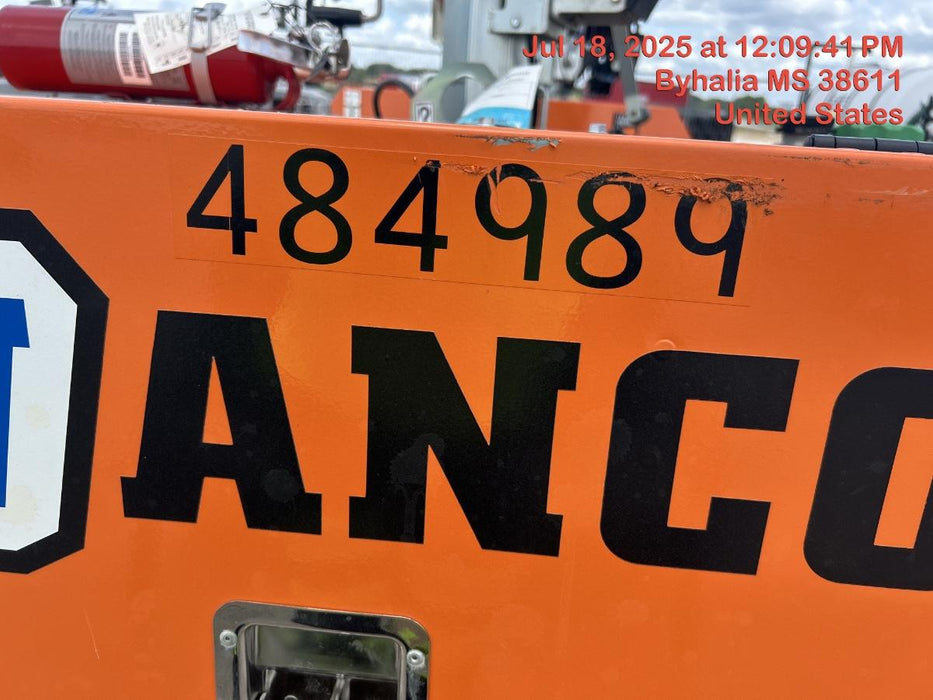 Jul 18, 2025 at 12:09:41 PM
Byhalia MS 38611
United States
484989
ANCO